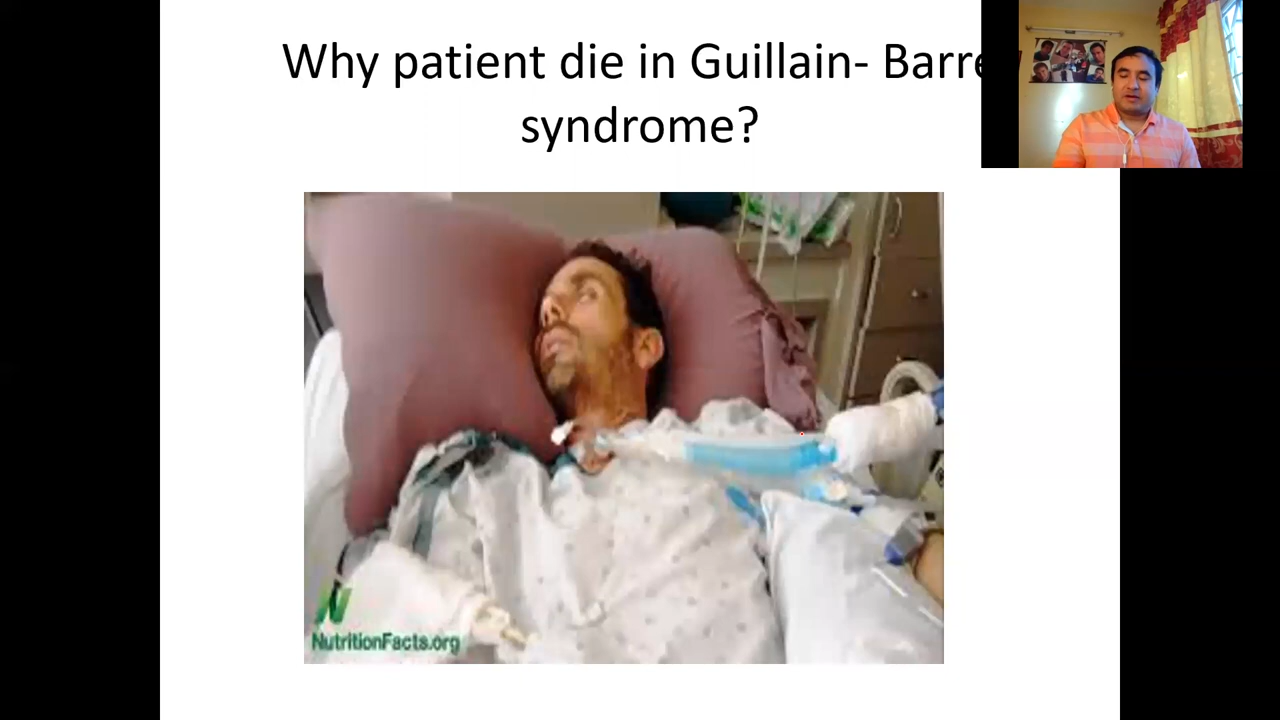 Why patient die in Guillain- Barre
syndrome?
N
NutritionFacts.org